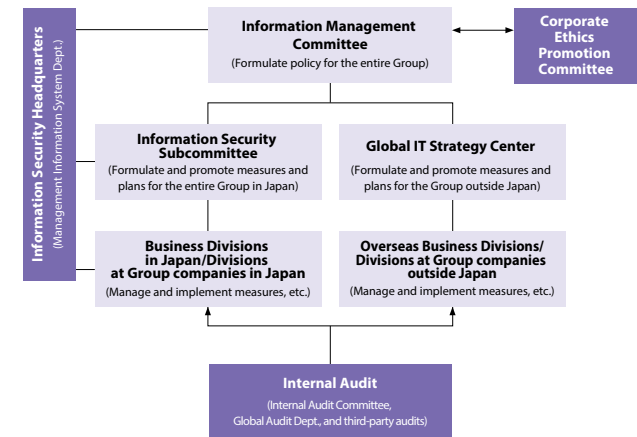 Information Security Headquarters
(Management Information System Dept.)
Information Management
Committee
(Formulate policy for the entire Group)
Corporate
Ethics
Promotion
Committee
Information Security
Subcommittee
(Formulate and promote measures and
plans for the entire Group in Japan)
Global IT Strategy Center
(Formulate and promote measures and
plans for the Group outside Japan)
Business Divisions
in Japan/Divisions
at Group companies in Japan
(Manage and implement measures, etc.)
Overseas Business Divisions/
Divisions at Group companies
outside Japan
(Manage and implement measures, etc.)
Internal Audit
(Internal Audit Committee,
Global Audit Dept., and third-party audits)